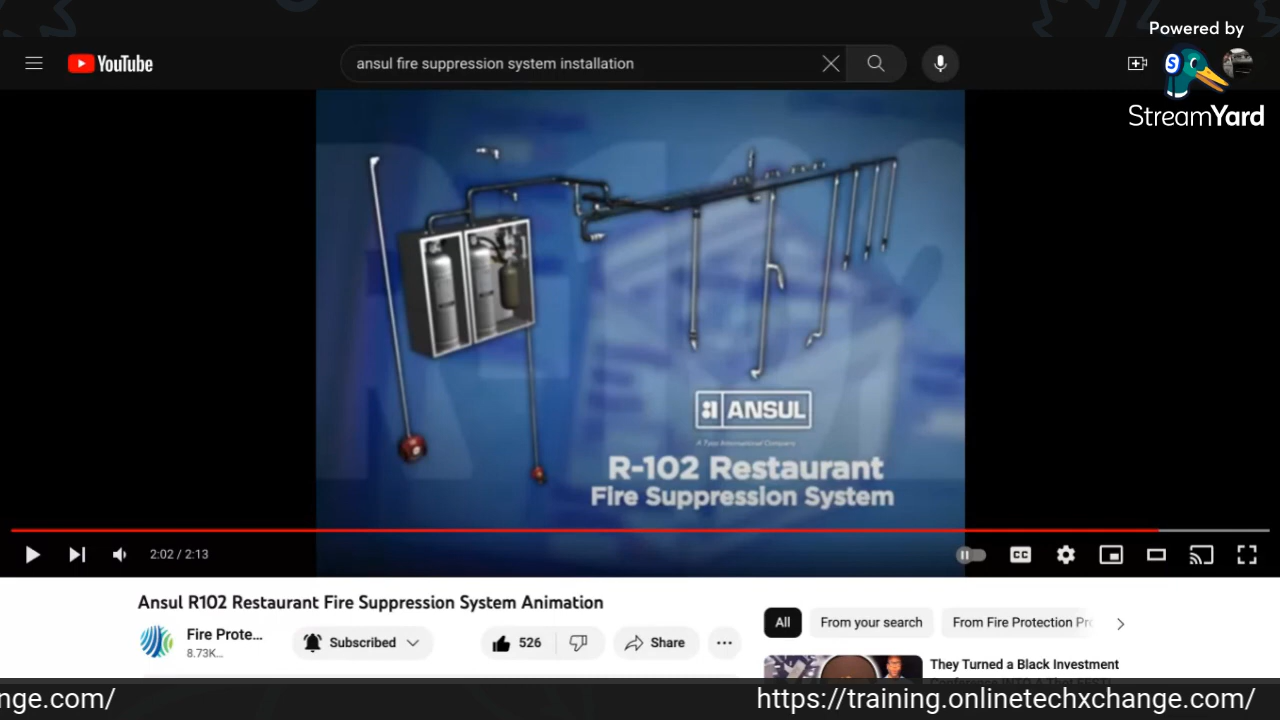 Powered by
YouTube
ansul fire suppression system installation
S
StreamYard
ANSUL
R-102 Restaurant
Fire Suppression System
2:02 / 2:13
CC
Ansul R102 Restaurant Fire Suppression System Animation
Fire Prote...
8.73K...
Subscribed
526
Share
All
From your search
From Fire Protection Pr
They Turned a Black Investment
nge.com/
https://training.onlinetechxchange.com/